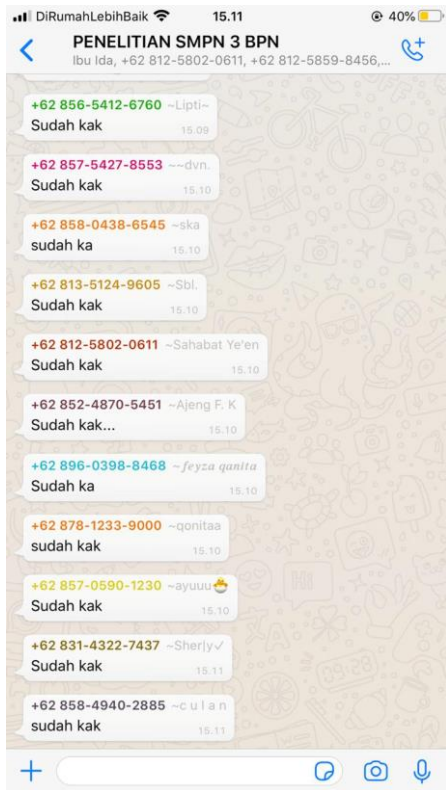 DiRumahLebihBaik 15.11 40%
PENELITIAN SMPN 3 BPN
Ibu Ida, +62 812-5802-0611, +62 812-5859-8456,...
+62 856-5412-6760 ~Lipti~
Sudah kak 15.09
+62 857-5427-8553 ~~dvn.
Sudah kak 15.10
+62 858-0438-6545 ~ska
sudah ka 15.10
+62 813-5124-9605 ~Sbl.
Sudah kak 15.10
+62 812-5802-0611 ~Sahabat Ye'en
Sudah kak 15.10
+62 852-4870-5451 ~Ajeng F. K
Sudah kak... 15.10
+62 896-0398-8468 ~feyza qanita
Sudah ka 15.10
+62 878-1233-9000 ~qonitaa
sudah kak 15.10
+62 857-0590-1230 ~ayuuu🐣
Sudah kak 15.10
+62 831-4322-7437 ~Sherly✓
Sudah kak 15.11
+62 858-4940-2885 ~c u l a n
sudah kak 15.11